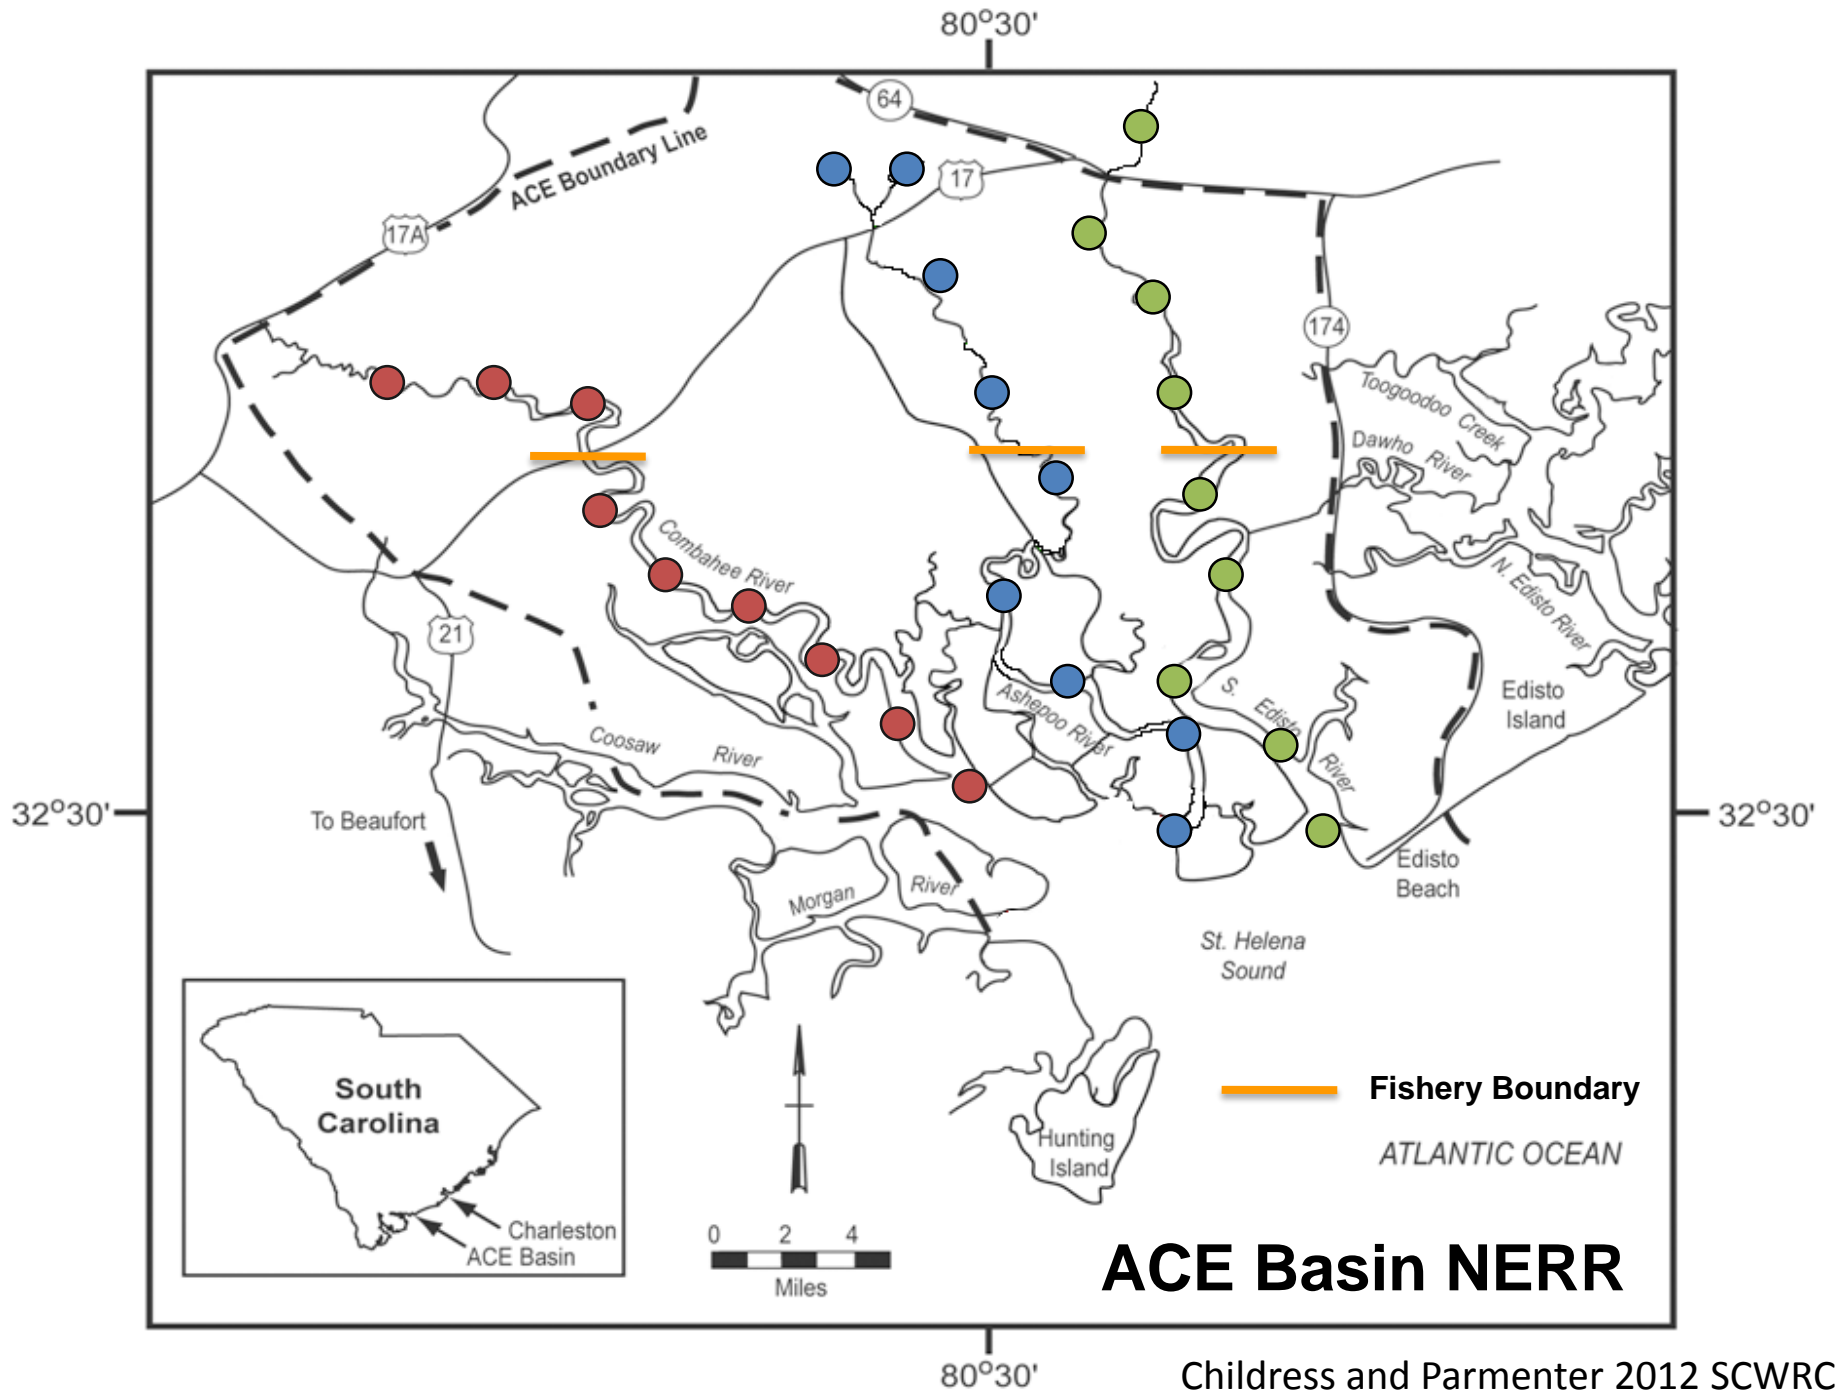 80°30'
64
17
ACE Boundary Line
17A
174
Toogoodoo Creek
Dawho River
Combahee River
N. Edisto River
21
S. Edisto River
Ashepoo River
Edisto
Island
Coosaw River
32°30'
32°30'
To Beaufort
Edisto
Beach
Morgan River
St. Helena
Sound
South
Carolina
Charleston
ACE Basin
Hunting
Island
Fishery Boundary
ATLANTIC OCEAN
0 2 4
Miles
ACE Basin NERR
80°30'
Childress and Parmenter 2012 SCWRC